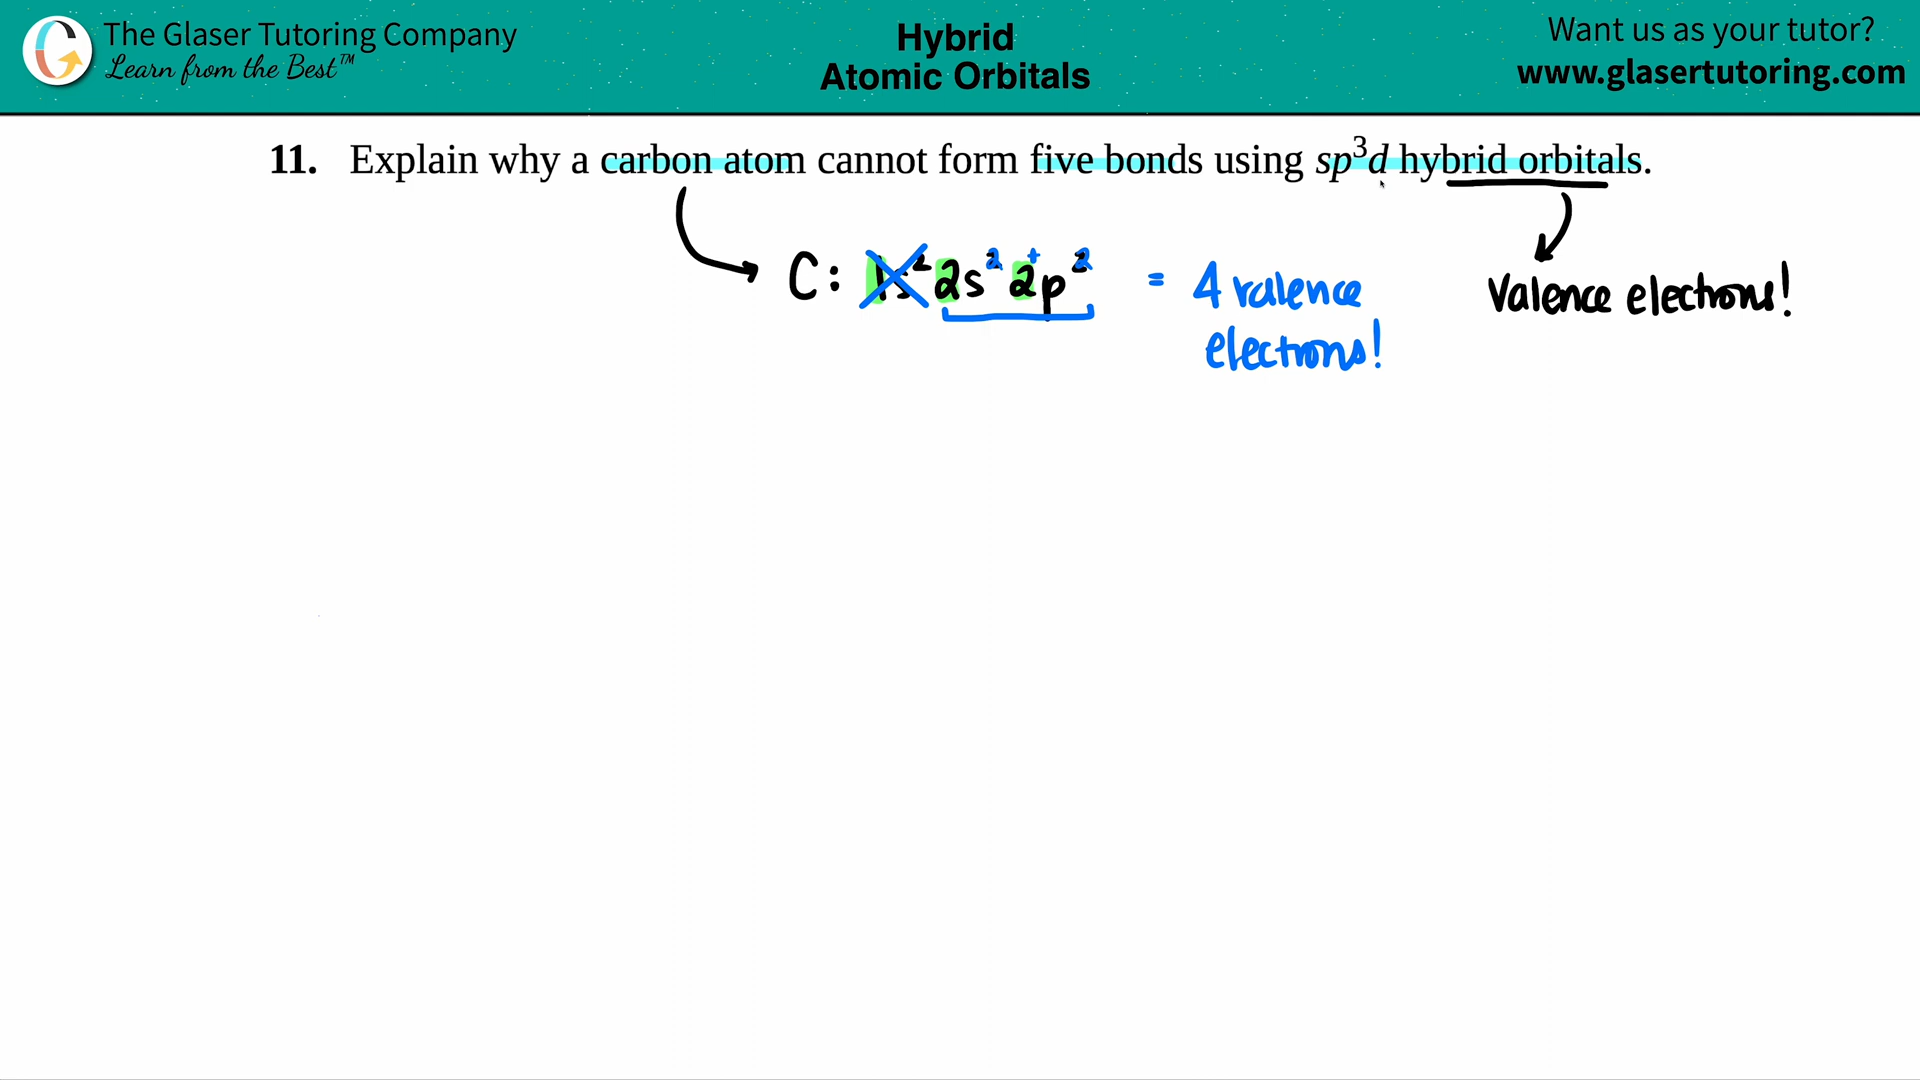 The Glaser Tutoring Company
Learn from the Best™
Hybrid
Atomic Orbitals
Want us as your tutor?
www.glasertutoring.com
11. Explain why a carbon atom cannot form five bonds using sp³d hybrid orbitals.
C: 1s² 2s² 2p² = 4 valence
electrons!
Valence electrons!